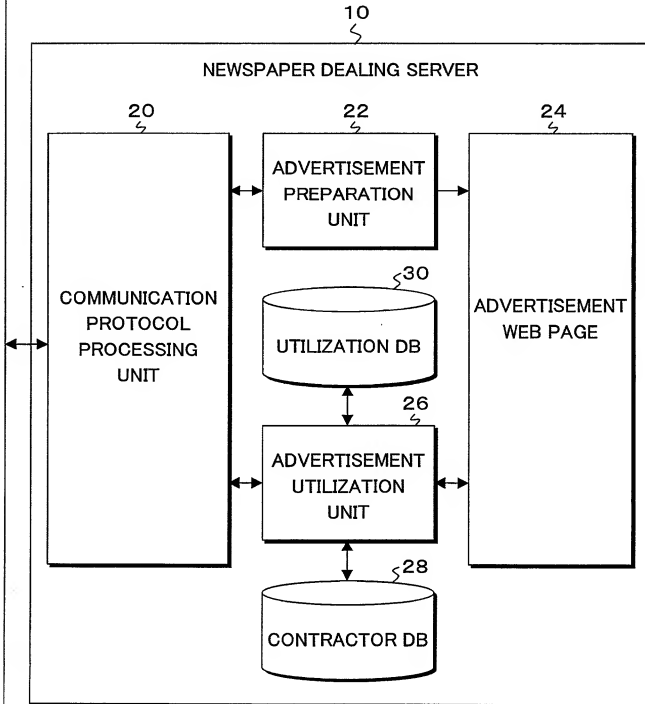 10
NEWSPAPER DEALING SERVER
20
22
24
ADVERTISEMENT
PREPARATION
UNIT
30
COMMUNICATION
PROTOCOL
PROCESSING
UNIT
UTILIZATION DB
ADVERTISEMENT
WEB PAGE
26
ADVERTISEMENT
UTILIZATION
UNIT
28
CONTRACTOR DB